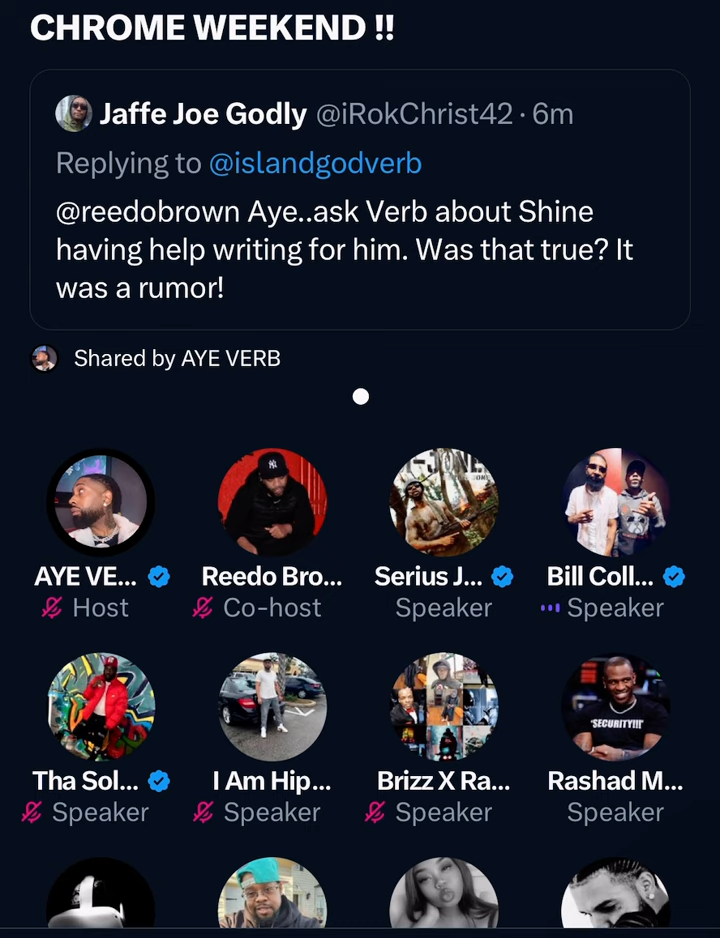 CHROME WEEKEND !!
Jaffe Joe Godly @iRokChrist42 · 6m
Replying to @islandgodverb
@reedobrown Aye..ask Verb about Shine
having help writing for him. Was that true? It
was a rumor!
Shared by AYE VERB
AYE VE... Reedo Bro... Serius J... Bill Coll...
Host Co-host Speaker Speaker
Tha Sol... I Am Hip... Brizz X Ra... Rashad M...
Speaker Speaker Speaker Speaker
"SECURITY!!!"